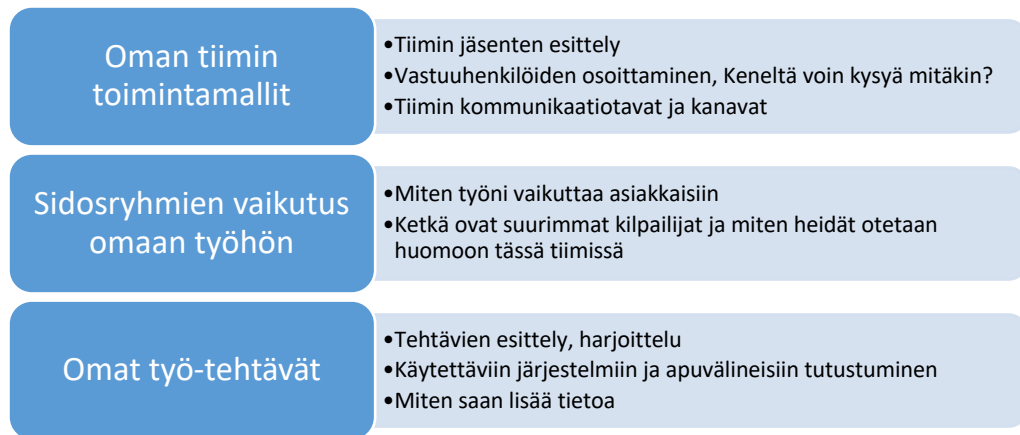 Oman tiimin
toimintamallit
•Tiimin jäsenten esittely
•Vastuuhenkilöiden osoittaminen, Keneltä voin kysyä mitäkin?
•Tiimin kommunikaatiotavat ja kanavat
Sidosryhmien vaikutus
omaan työhön
•Miten työni vaikuttaa asiakkaisiin
•Ketkä ovat suurimmat kilpailijat ja miten heidät otetaan
huomoon tässä tiimissä
Omat työ-tehtävät
•Tehtävien esittely, harjoittelu
•Käytettäviin järjestelmiin ja apuvälineisiin tutustuminen
•Miten saan lisää tietoa